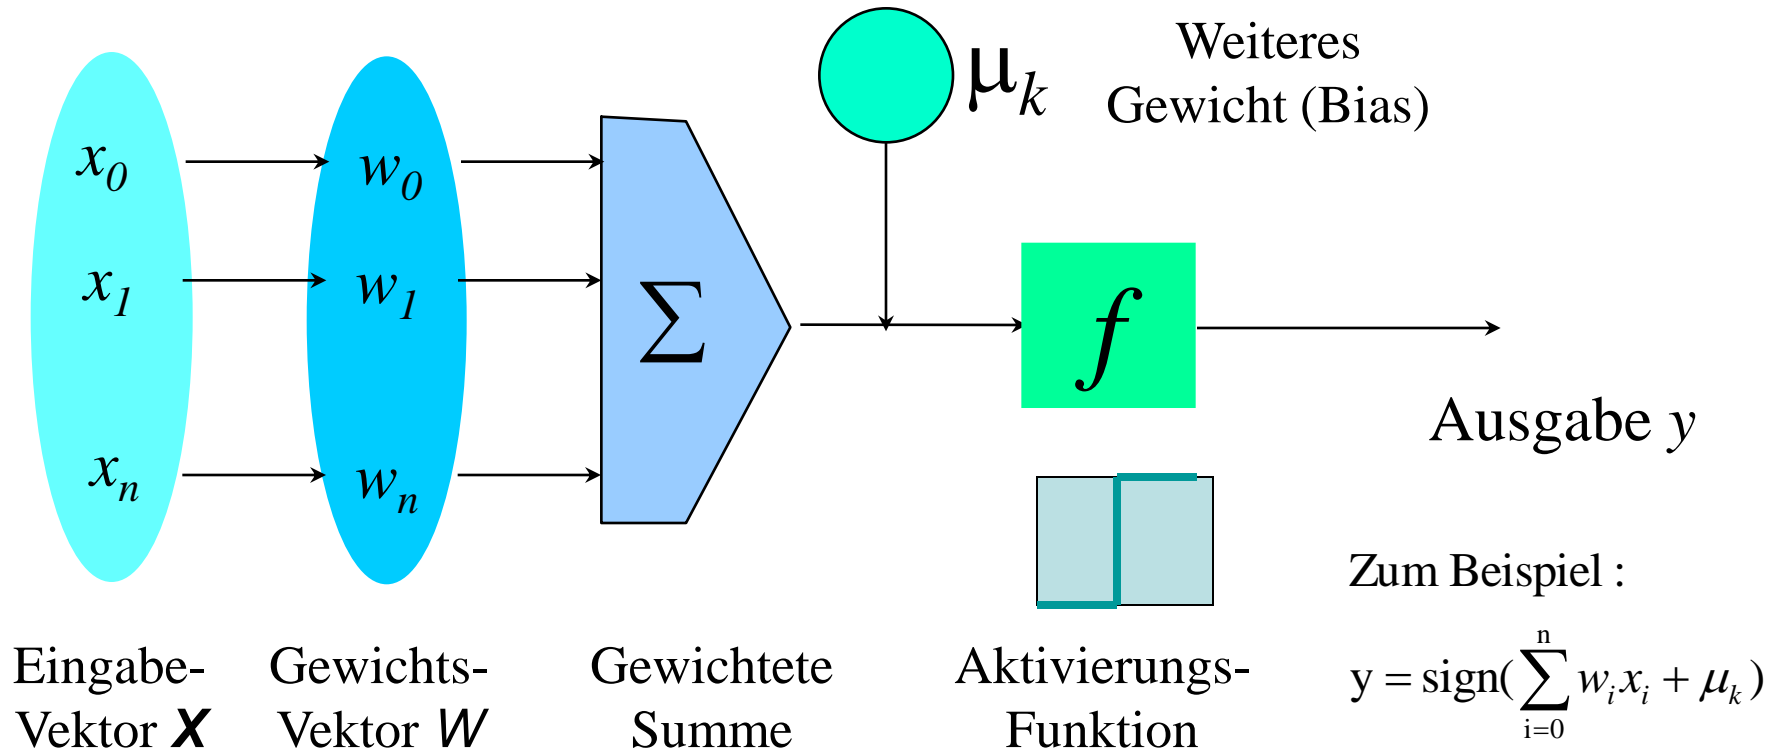 x₀
x₁
xₙ
w₀
w₁
wₙ
∑
μₖ
Weiteres
Gewicht (Bias)
f
Ausgabe y
Zum Beispiel :
y = sign(∑ᵢ₌₀ⁿ wᵢxᵢ + μₖ)
Eingabe-
Vektor X
Gewichts-
Vektor W
Gewichtete
Summe
Aktivierungs-
Funktion